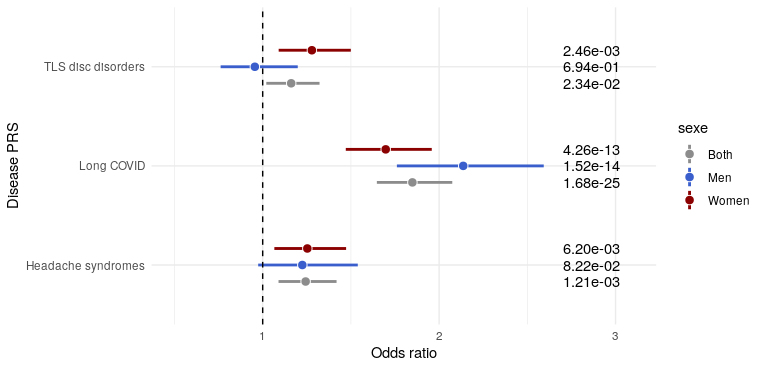 Disease PRS
TLS disc disorders
2.46e-03
6.94e-01
2.34e-02
Long COVID
4.26e-13
1.52e-14
1.68e-25
Headache syndromes
6.20e-03
8.22e-02
1.21e-03
1
2
3
Odds ratio
sexe
Both
Men
Women